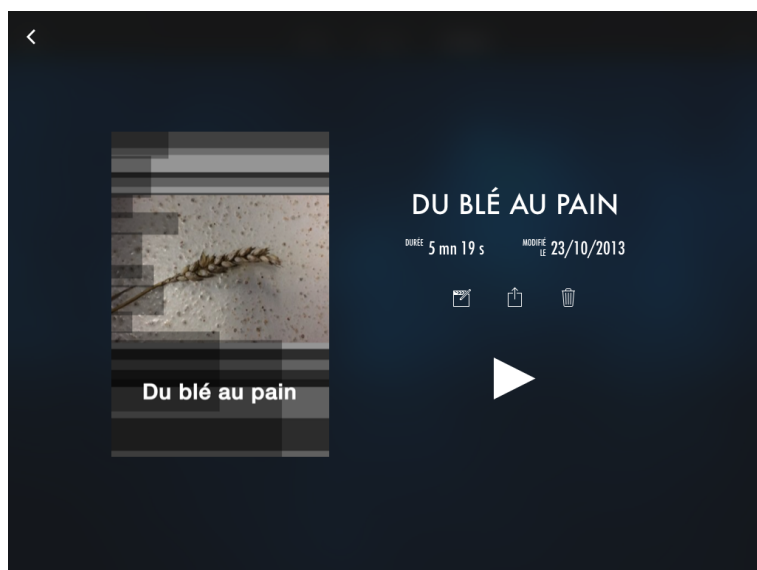 DU BLÉ AU PAIN
DURÉE 5 mn 19 s MODIFIÉ LE 23/10/2013
Du blé au pain